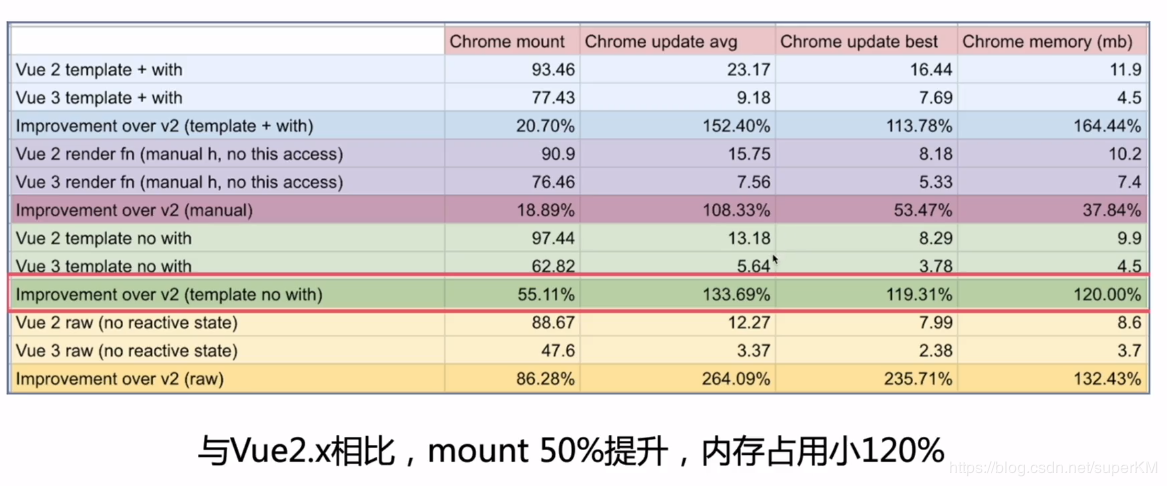 Chrome mount Chrome update avg Chrome update best Chrome memory (mb)
Vue 2 template + with 93.46 23.17 16.44 11.9
Vue 3 template + with 77.43 9.18 7.69 4.5
Improvement over v2 (template + with) 20.70% 152.40% 113.78% 164.44%
Vue 2 render fn (manual h, no this access) 90.9 15.75 8.18 10.2
Vue 3 render fn (manual h, no this access) 76.46 7.56 5.33 7.4
Improvement over v2 (manual) 18.89% 108.33% 53.47% 37.84%
Vue 2 template no with 97.44 13.18 8.29 9.9
Vue 3 template no with 62.82 5.64 3.78 4.5
Improvement over v2 (template no with) 55.11% 133.69% 119.31% 120.00%
Vue 2 raw (no reactive state) 88.67 12.27 7.99 8.6
Vue 3 raw (no reactive state) 47.6 3.37 2.38 3.7
Improvement over v2 (raw) 86.28% 264.09% 235.71% 132.43%
与Vue2.x相比，mount 50%提升，内存占用小120%
https://blog.csdn.net/superKM